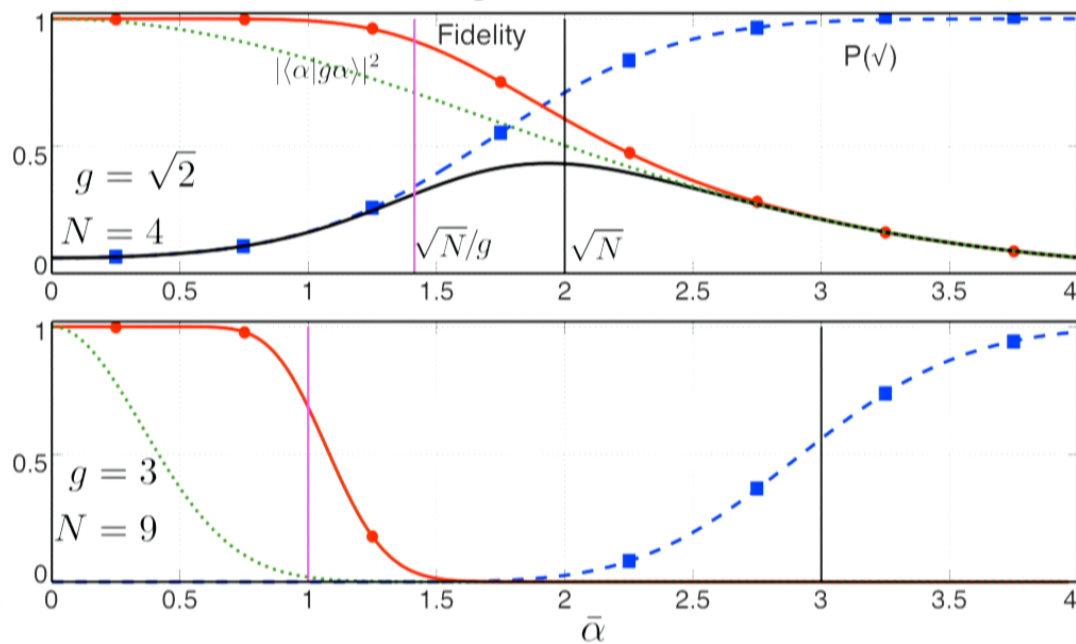 1
Fidelity
P(√)
|⟨α|gα⟩|²
0.5
g = √2
N = 4
√N/g
√N
0
0 0.5 1 1.5 2 2.5 3 3.5 4
1
0.5
g = 3
N = 9
0
0 0.5 1 1.5 2 2.5 3 3.5 4
ᾱ